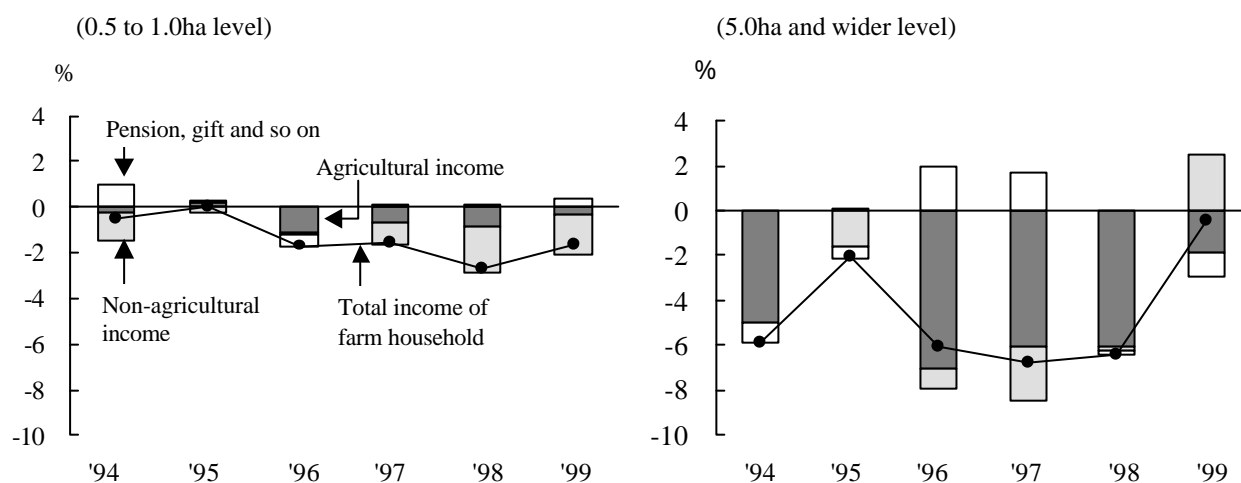 (0.5 to 1.0ha level)
%
4
2
0
-2
-4
-6
-8
-10
Pension, gift and so on
Agricultural income
Non-agricultural
income
Total income of
farm household
'94 '95 '96 '97 '98 '99
(5.0ha and wider level)
%
4
2
0
-2
-4
-6
-8
-10
'94 '95 '96 '97 '98 '99